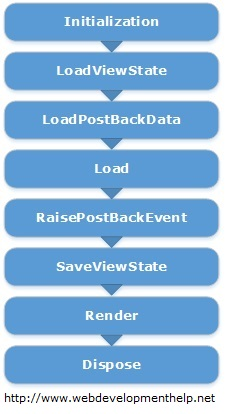 Initialization
LoadViewState
LoadPostBackData
Load
RaisePostBackEvent
SaveViewState
Render
Dispose
http://www.webdevelopmenthelp.net